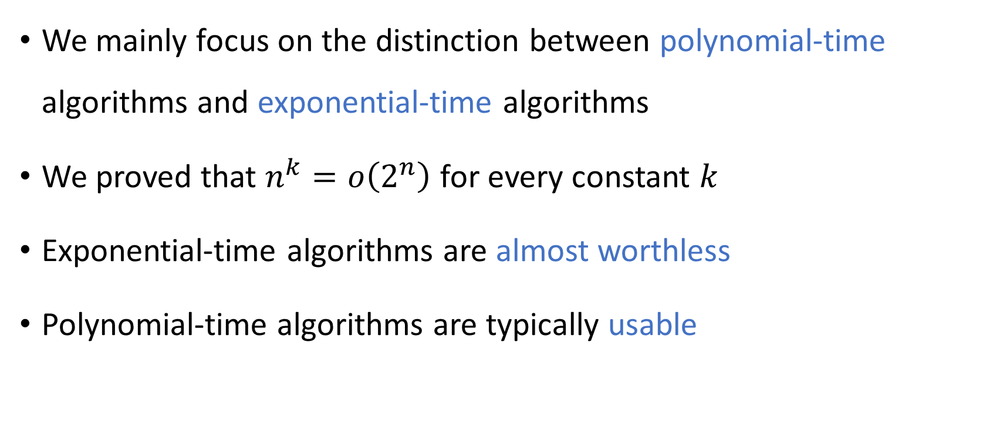 • We mainly focus on the distinction between polynomial-time
algorithms and exponential-time algorithms
• We proved that $n^k = o(2^n)$ for every constant $k$
• Exponential-time algorithms are almost worthless
• Polynomial-time algorithms are typically usable